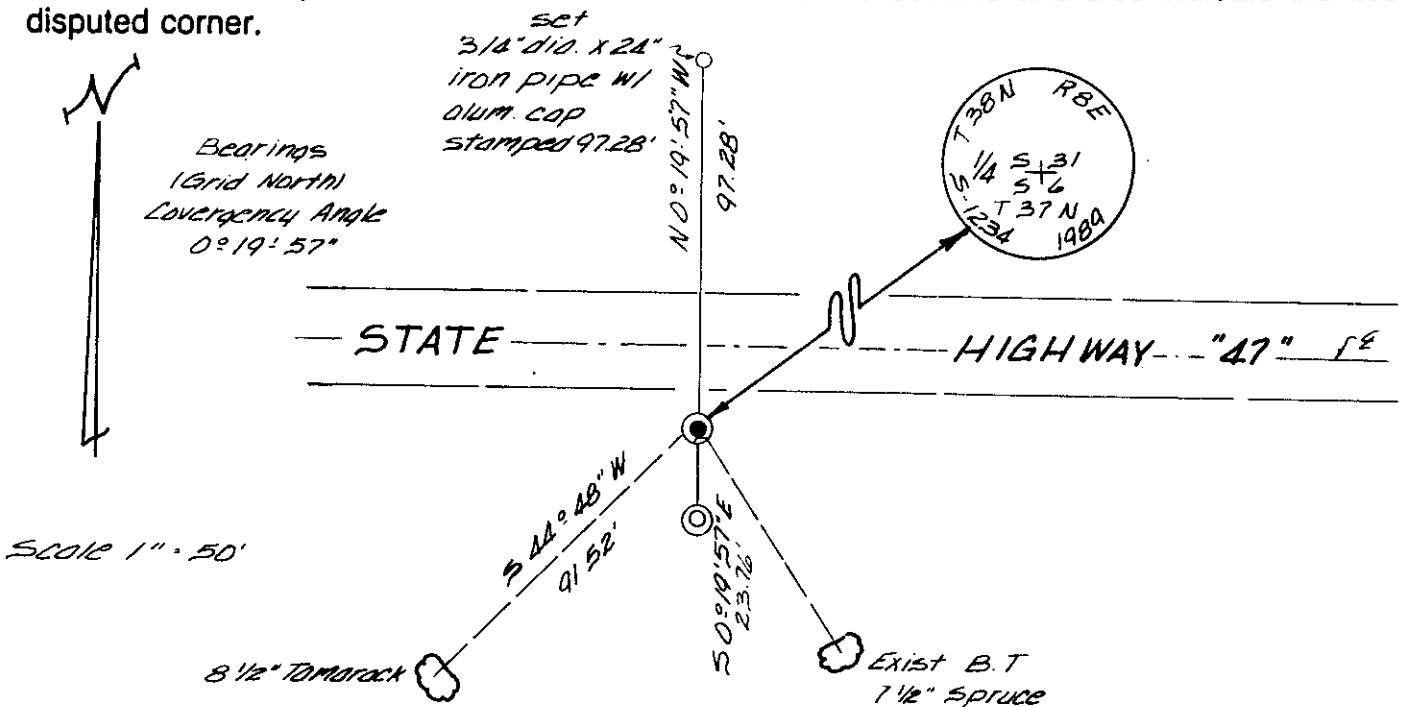 disputed corner.
set
3/4" dia. x 24"
iron pipe w/
alum. cap
stamped 97.28'
N 0° 19' 57" W
97.28'
Bearings
(Grid North)
Covergency Angle
0° 19' 57"
T 38 N R 8 E
1/4 S 31
S 6
T 37 N
S-1234 1989
STATE HIGHWAY "47"
S 44° 48" W
91.52'
S 0° 19' 57" E
23.76'
Scale 1" = 50'
8 1/2" Tamarack
Exist B.T
7 1/2" Spruce